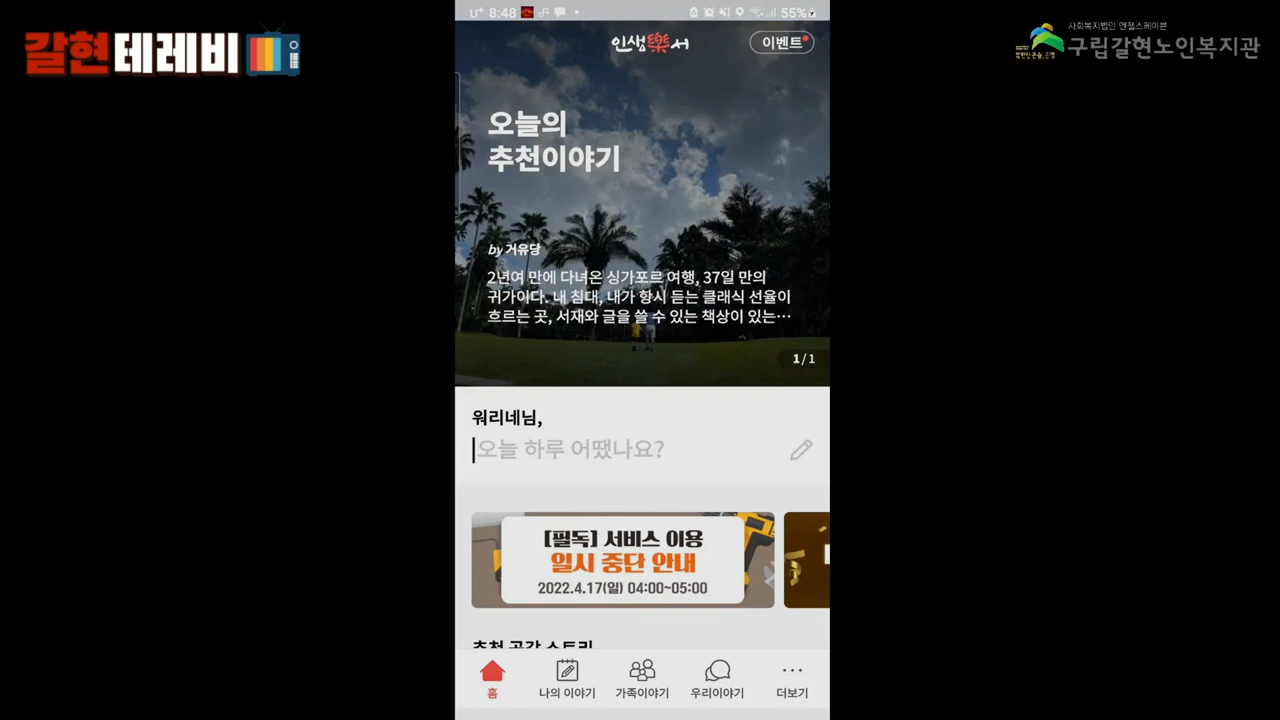 갈현테레비
사회복지법인 엔젤스헤이븐
구립갈현노인복지관
U+ 8:48
55%
인생樂서
이벤트
오늘의
추천이야기
by 거유당
2년여 만에 다녀온 싱가포르 여행, 37일 만의
귀가이다. 내 침대, 내가 항시 듣는 클래식 선율이
흐르는 곳, 서재와 글을 쓸 수 있는 책상이 있는…
1/1
워리네님,
오늘 하루 어땠나요?
[필독] 서비스 이용
일시 중단 안내
2022.4.17(일) 04:00~05:00
추천 공감 스토리
홈
나의 이야기
가족이야기
우리이야기
더보기